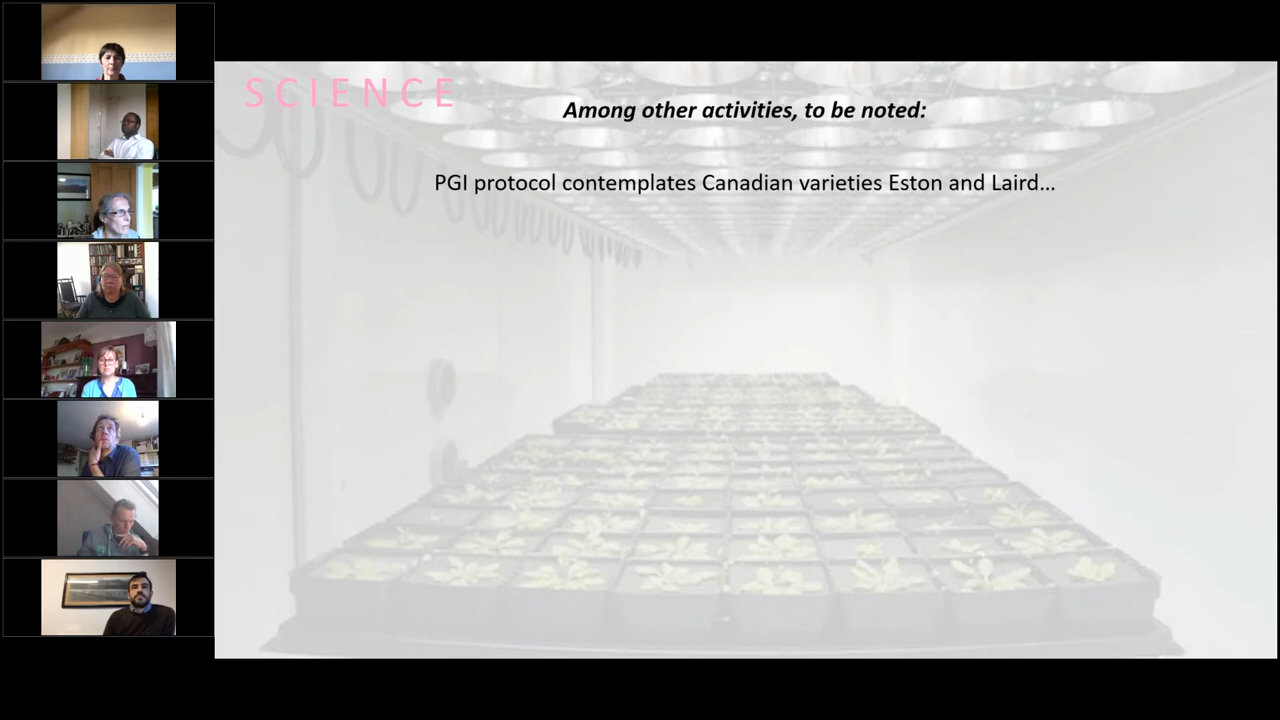 SCIENCE
Among other activities, to be noted:
PGI protocol contemplates Canadian varieties Eston and Laird...